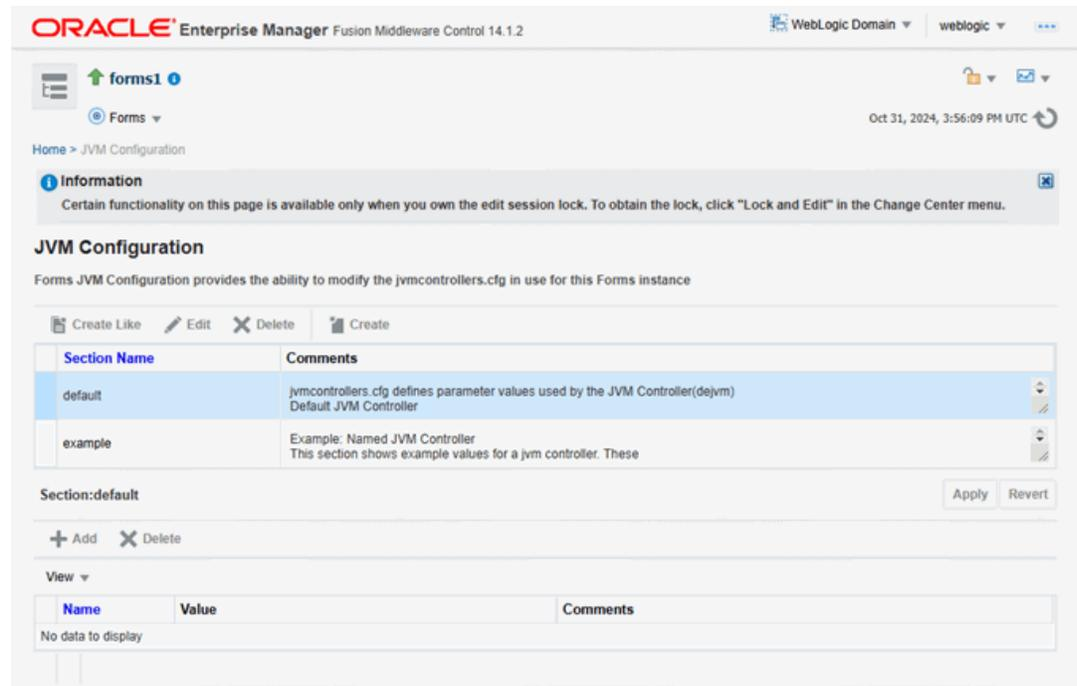 ORACLE Enterprise Manager Fusion Middleware Control 14.1.2
WebLogic Domain weblogic
forms1
Forms
Oct 31, 2024, 3:56:09 PM UTC
Home > JVM Configuration
Information
Certain functionality on this page is available only when you own the edit session lock. To obtain the lock, click "Lock and Edit" in the Change Center menu.
JVM Configuration
Forms JVM Configuration provides the ability to modify the jvmcontrollers.cfg in use for this Forms instance
Create Like Edit Delete Create
Section Name Comments
default jvmcontrollers.cfg defines parameter values used by the JVM Controller(dejvm)
Default JVM Controller
example Example: Named JVM Controller
This section shows example values for a jvm controller. These
Section:default Apply Revert
Add Delete
View
Name Value Comments
No data to display